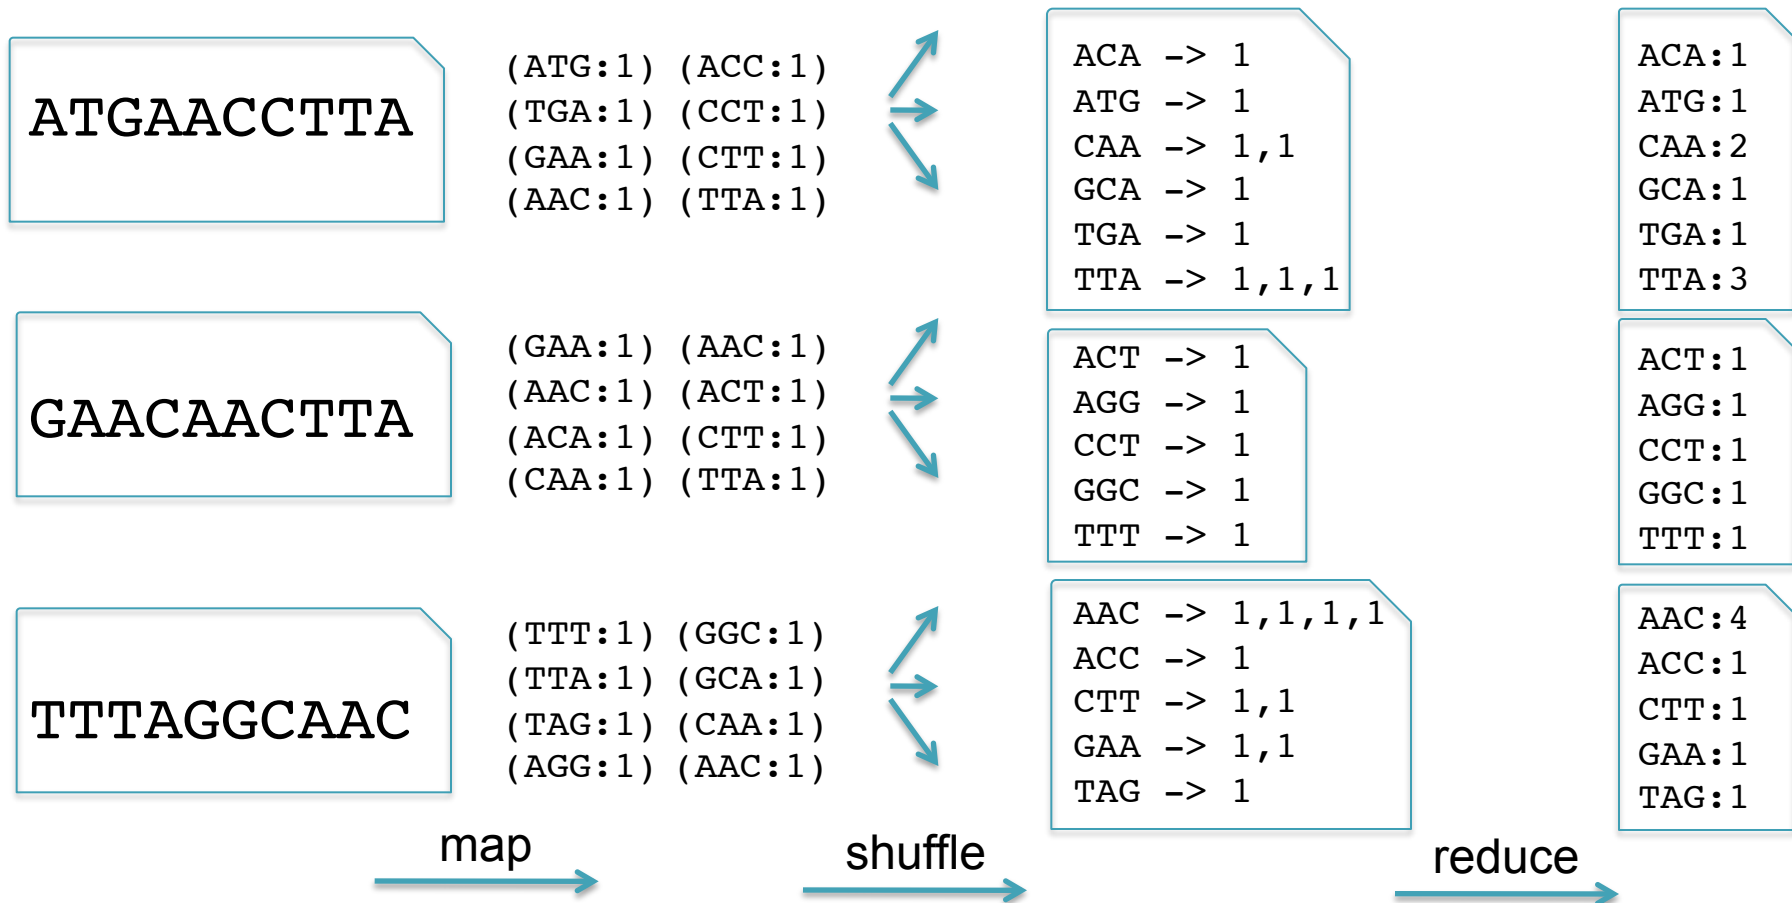 ATGAACCTTA
(ATG:1) (ACC:1)
(TGA:1) (CCT:1)
(GAA:1) (CTT:1)
(AAC:1) (TTA:1)
ACA -> 1
ATG -> 1
CAA -> 1,1
GCA -> 1
TGA -> 1
TTA -> 1,1,1
ACA:1
ATG:1
CAA:2
GCA:1
TGA:1
TTA:3
GAACAACTTA
(GAA:1) (AAC:1)
(AAC:1) (ACT:1)
(ACA:1) (CTT:1)
(CAA:1) (TTA:1)
ACT -> 1
AGG -> 1
CCT -> 1
GGC -> 1
TTT -> 1
ACT:1
AGG:1
CCT:1
GGC:1
TTT:1
TTTAGGCAAC
(TTT:1) (GGC:1)
(TTA:1) (GCA:1)
(TAG:1) (CAA:1)
(AGG:1) (AAC:1)
AAC -> 1,1,1,1
ACC -> 1
CTT -> 1,1
GAA -> 1,1
TAG -> 1
AAC:4
ACC:1
CTT:1
GAA:1
TAG:1
map
shuffle
reduce